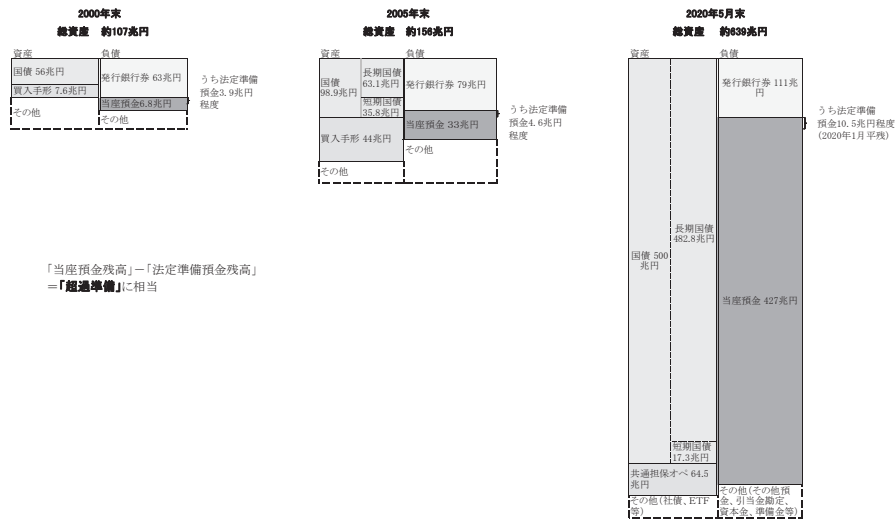 2000年末
総資産 約107兆円
資産 負債
国債 56兆円
買入手形 7.6兆円
その他
発行銀行券 63兆円
当座預金6.8兆円
その他
うち法定準備
預金3.9兆円
程度
2005年末
総資産 約156兆円
資産 負債
国債
98.9兆円
長期国債
63.1兆円
短期国債
35.8兆円
買入手形 44兆円
その他
発行銀行券 79兆円
当座預金 33兆円
その他
うち法定準備
預金4.6兆円
程度
2020年5月末
総資産 約639兆円
資産 負債
国債 500
兆円
長期国債
482.8兆円
短期国債
17.3兆円
共通担保オペ 64.5
兆円
その他(社債、ETF
等)
発行銀行券 111兆
円
当座預金 427兆円
その他(その他預
金、引当金勘定、
資本金、準備金等)
うち法定準備
預金10.5兆円程度
(2020年1月平残)
「当座預金残高」-「法定準備預金残高」
=「超過準備」に相当